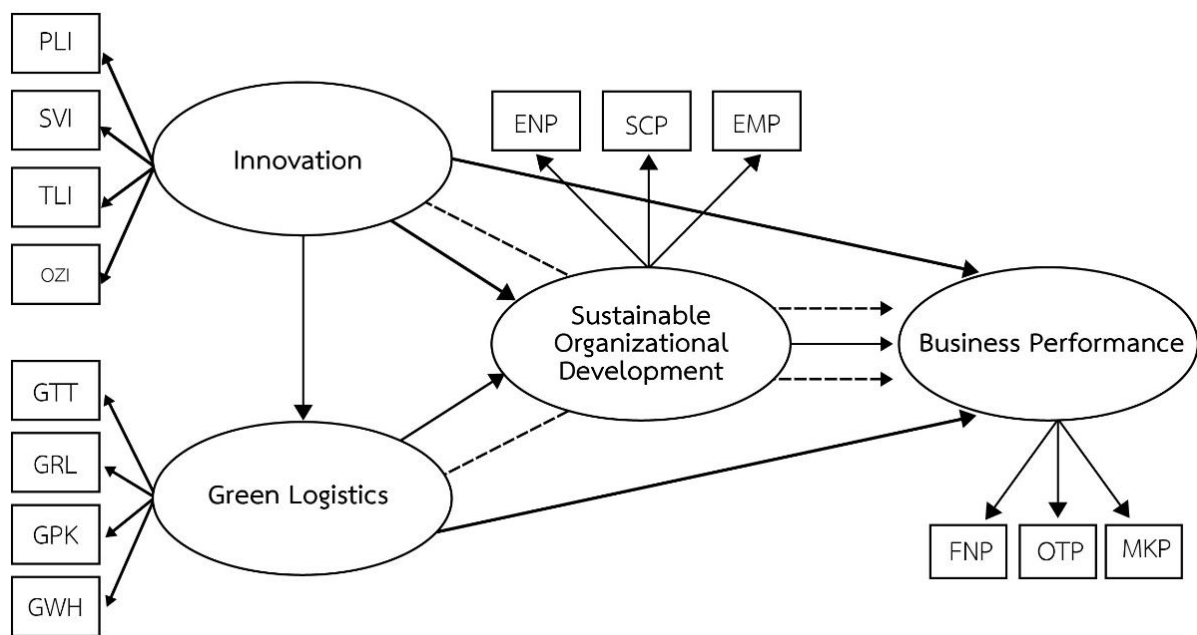 PLI
SVI
TLI
OZI
Innovation
ENP
SCP
EMP
Sustainable
Organizational
Development
Business Performance
GTT
GRL
GPK
GWH
Green Logistics
FNP
OTP
MKP